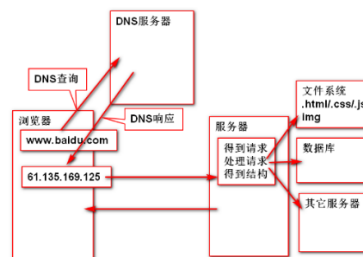 DNS服务器
DNS查询
DNS响应
浏览器
www.baidu.com
61.135.169.125
服务器
得到请求
处理请求
得到结构
文件系统
.html/.css/.js
img
数据库
其它服务器